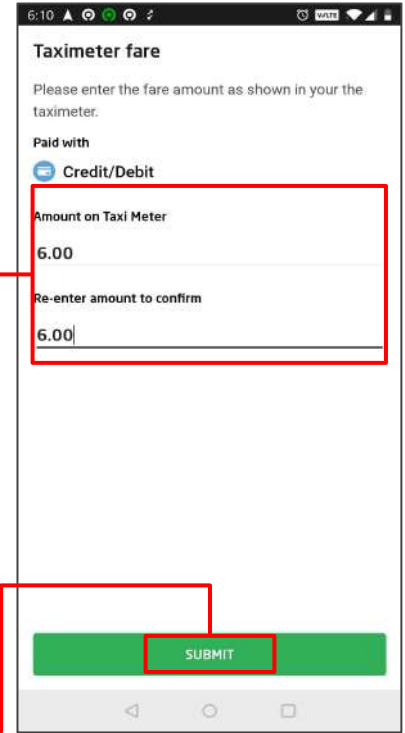 6:10
VoLTE
Taximeter fare
Please enter the fare amount as shown in your the
taximeter.
Paid with
Credit/Debit
Amount on Taxi Meter
6.00
Re-enter amount to confirm
6.00
SUBMIT